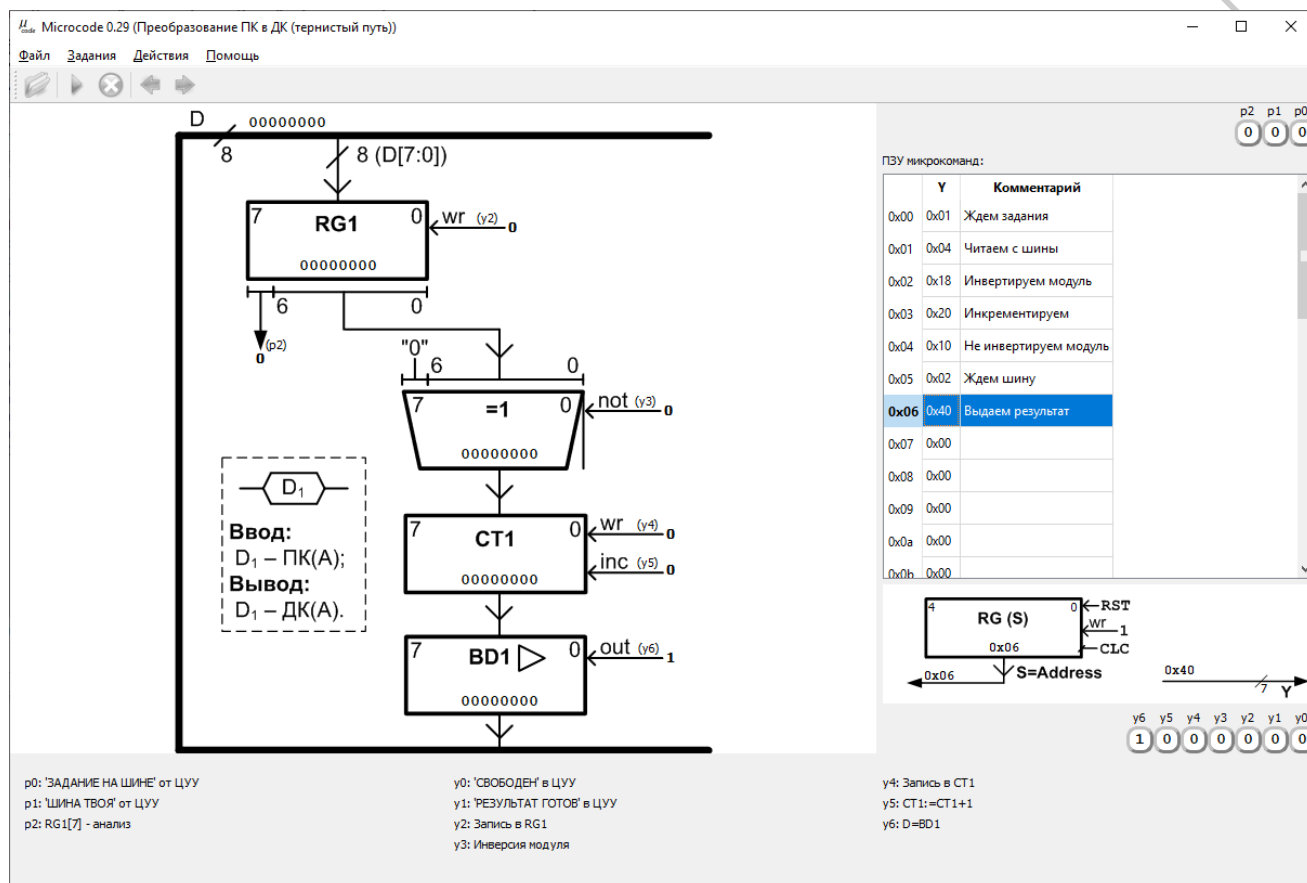 μcode Microcode 0.29 (Преобразование ПК в ДК (тернистый путь))
Файл Задания Действия Помощь
D 00000000
8
8 (D[7:0])
7 RG1 0
wr (y2) 0
00000000
6 0
(p2)
0
"0"
6 0
7 =1 0
not (y3) 0
00000000
7 CT1 0
wr (y4) 0
inc (y5) 0
00000000
7 BD1 0
out (y6) 1
00000000
D1
Ввод:
D1 – ПК(А);
Вывод:
D1 – ДК(А).
p2 p1 p0
0 0 0
ПЗУ микрокоманд:
Y Комментарий
0x00 0x01 Ждем задания
0x01 0x04 Читаем с шины
0x02 0x18 Инвертируем модуль
0x03 0x20 Инкрементируем
0x04 0x10 Не инвертируем модуль
0x05 0x02 Ждем шину
0x06 0x40 Выдаем результат
0x07 0x00
0x08 0x00
0x09 0x00
0x0a 0x00
0x0b 0x00
4 RG (S) 0
RST
wr 1
CLC
0x06
0x06 S=Address
0x40
7 Y
y6 y5 y4 y3 y2 y1 y0
1 0 0 0 0 0 0
p0: 'ЗАДАНИЕ НА ШИНЕ' от ЦУУ
p1: 'ШИНА ТВОЯ' от ЦУУ
p2: RG1[7] - анализ
y0: 'СВОБОДЕН' в ЦУУ
y1: 'РЕЗУЛЬТАТ ГОТОВ' в ЦУУ
y2: Запись в RG1
y3: Инверсия модуля
y4: Запись в CT1
y5: CT1:=CT1+1
y6: D=BD1